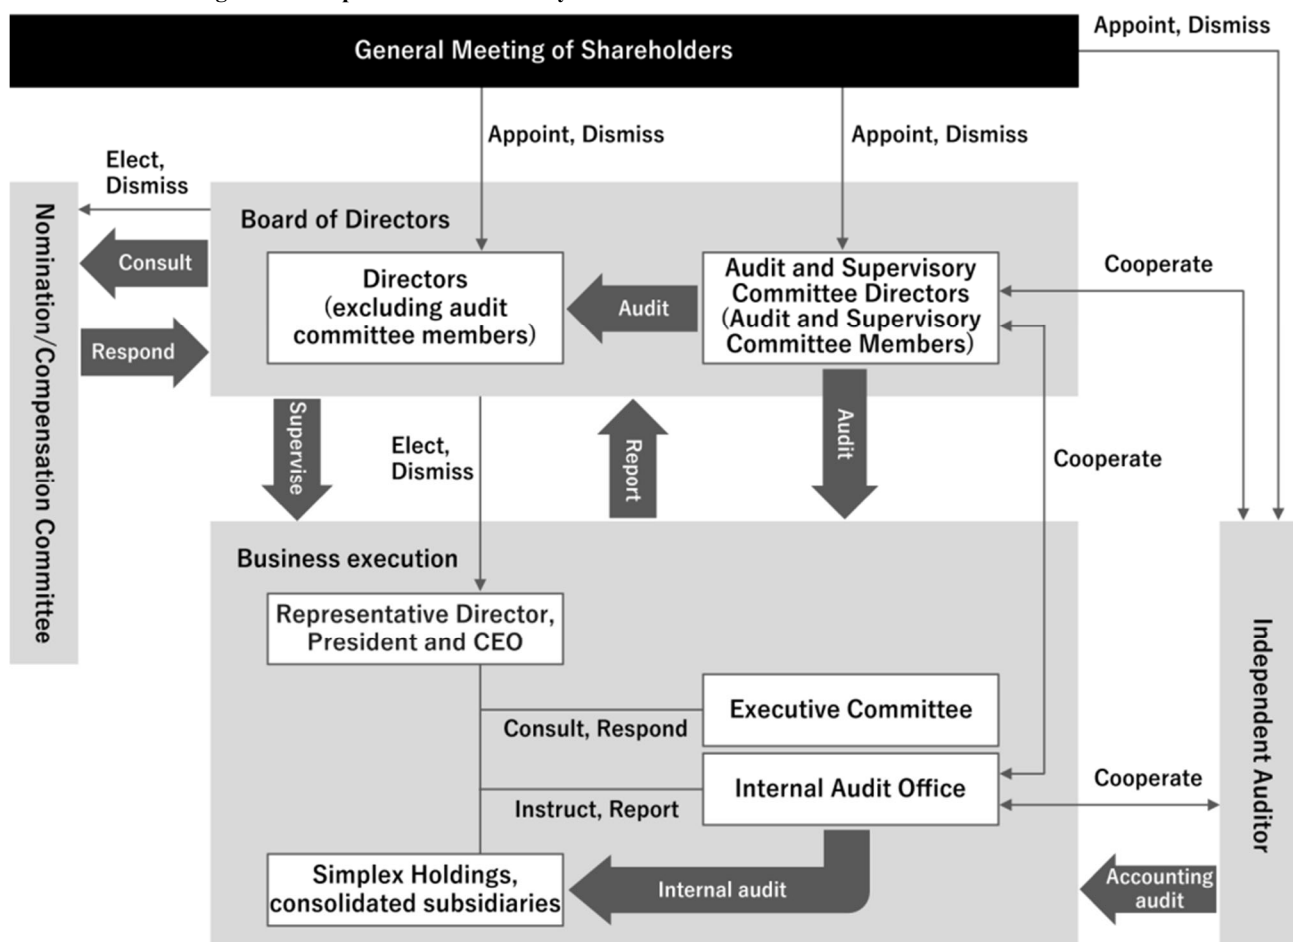 General Meeting of Shareholders
Appoint, Dismiss
Appoint, Dismiss
Appoint, Dismiss
Elect,
Dismiss
Nomination/Compensation Committee
Board of Directors
Consult
Respond
Directors
(excluding audit
committee members)
Audit
Audit and Supervisory
Committee Directors
(Audit and Supervisory
Committee Members)
Cooperate
Supervise
Elect,
Dismiss
Report
Audit
Cooperate
Business execution
Representative Director,
President and CEO
Executive Committee
Consult, Respond
Internal Audit Office
Instruct, Report
Cooperate
Independent Auditor
Simplex Holdings,
consolidated subsidiaries
Internal audit
Accounting
audit